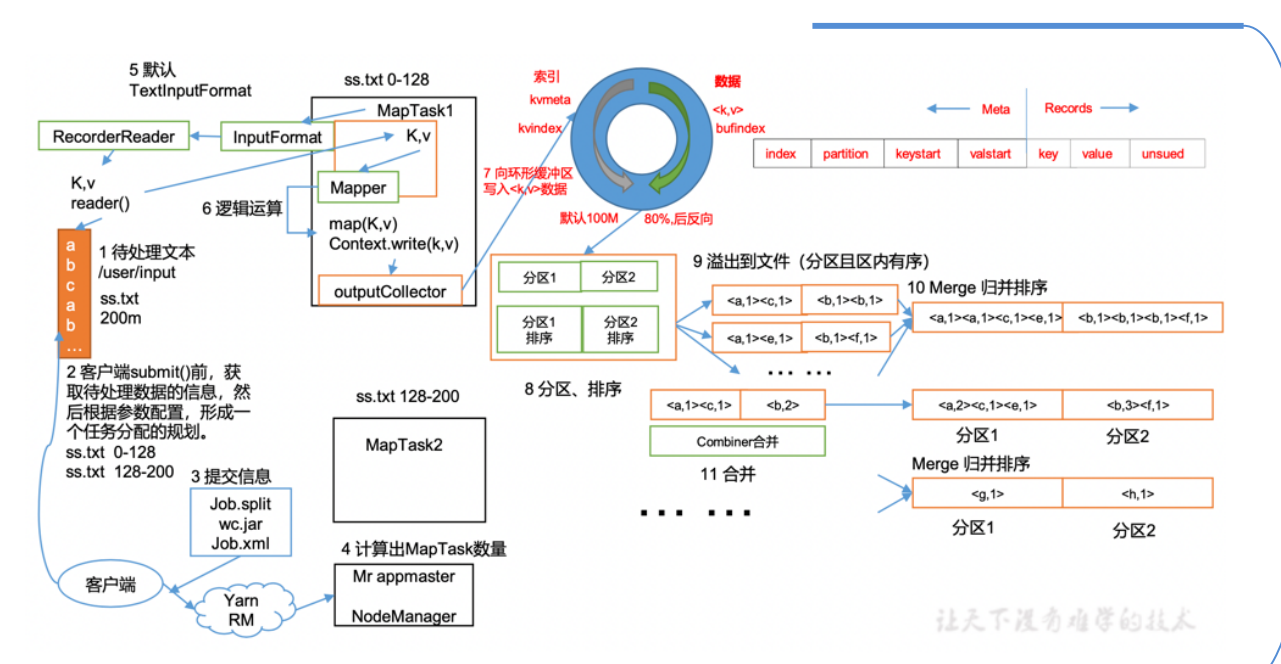 5 默认
TextInputFormat
ss.txt 0-128
MapTask1
RecorderReader
InputFormat
K,v
K,v
reader()
Mapper
6 逻辑运算
map(K,v)
Context.write(k,v)
outputCollector
a
b
c
a
b
...
1 待处理文本
/user/input
ss.txt
200m
2 客户端submit()前，获
取待处理数据的信息，然
后根据参数配置，形成一
个任务分配的规划。
ss.txt 0-128
ss.txt 128-200
3 提交信息
Job.split
wc.jar
Job.xml
客户端
Yarn
RM
ss.txt 128-200
MapTask2
4 计算出MapTask数量
Mr appmaster
NodeManager
索引
kvmeta
kvindex
数据
<k,v>
bufindex
7 向环形缓冲区
写入<k,v>数据
默认100M
80%,后反向
Meta
Records
index
partition
keystart
valstart
key
value
unsued
分区1
分区2
分区1
排序
分区2
排序
8 分区、排序
9 溢出到文件（分区且区内有序）
<a,1><c,1>
<b,1><b,1>
<a,1><e,1>
<b,1><f,1>
... ...
10 Merge 归并排序
<a,1><a,1><c,1><e,1>
<b,1><b,1><b,1><f,1>
<a,1><c,1>
<b,2>
Combiner合并
11 合并
<a,2><c,1><e,1>
<b,3><f,1>
分区1
分区2
Merge 归并排序
... ...
<g,1>
<h,1>
分区1
分区2
让天下没有难学的技术